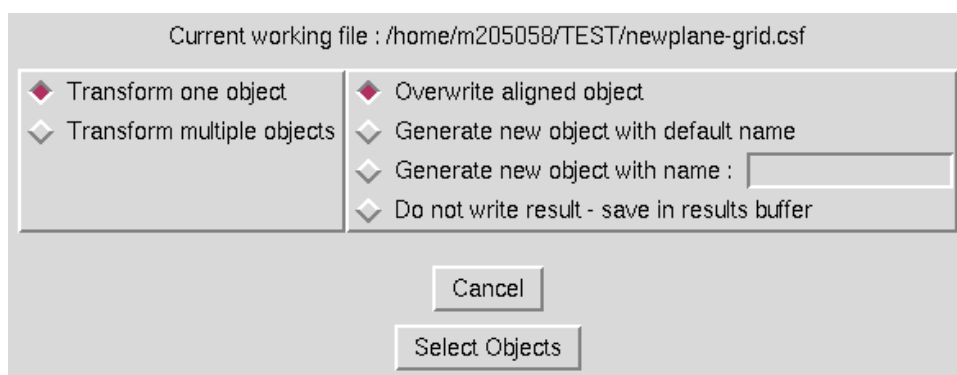 Current working file : /home/m205058/TEST/newplane-grid.csf
Transform one object
Transform multiple objects
Overwrite aligned object
Generate new object with default name
Generate new object with name :
Do not write result - save in results buffer
Cancel
Select Objects